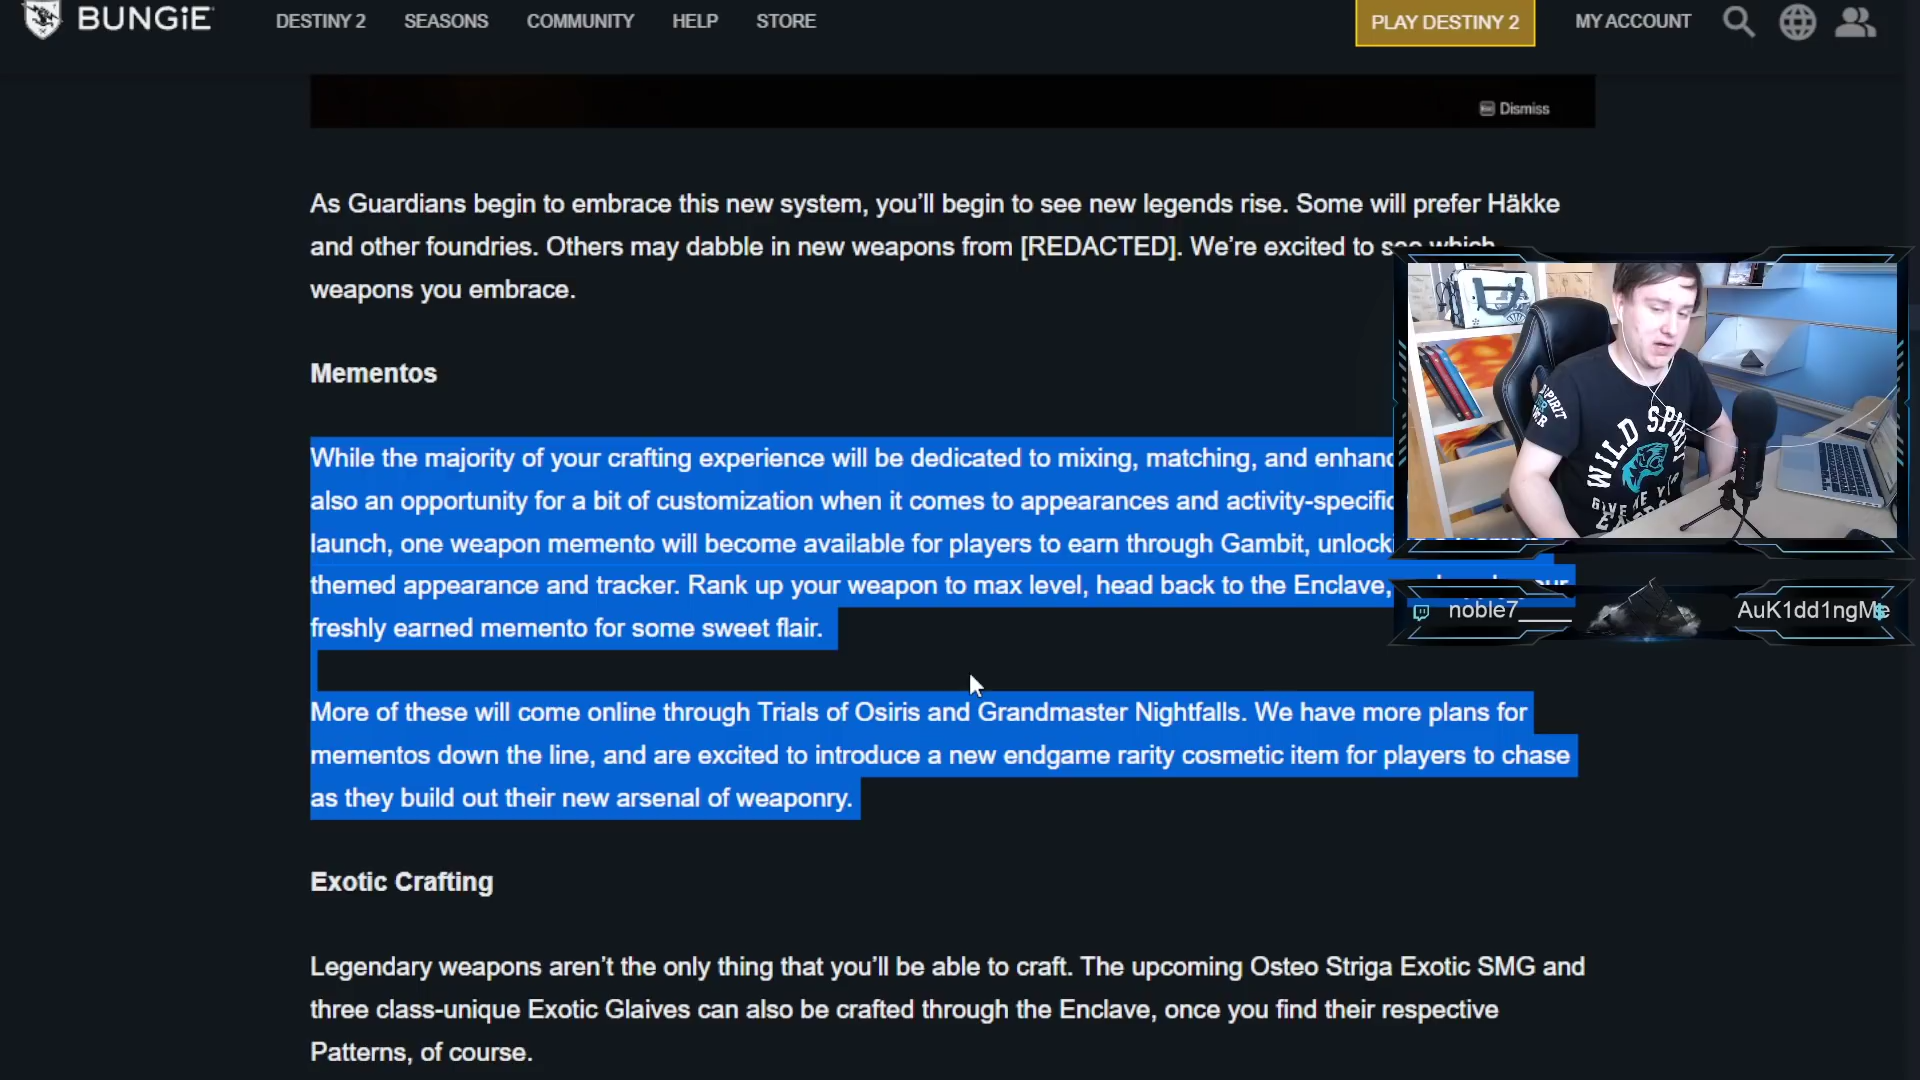 BUNGiE
DESTINY 2 SEASONS COMMUNITY HELP STORE PLAY DESTINY 2 MY ACCOUNT
Dismiss
As Guardians begin to embrace this new system, you’ll begin to see new legends rise. Some will prefer Häkke
and other foundries. Others may dabble in new weapons from [REDACTED]. We’re excited to see which
weapons you embrace.
Mementos
While the majority of your crafting experience will be dedicated to mixing, matching, and
also an opportunity for a bit of customization when it comes to appearances and activity-specific
launch, one weapon memento will become available for players to earn through Gambit,
themed appearance and tracker. Rank up your weapon to max level, head back to the Enclave,
freshly earned memento for some sweet flair.
More of these will come online through Trials of Osiris and Grandmaster Nightfalls. We have more plans for
mementos down the line, and are excited to introduce a new endgame rarity cosmetic item for players to chase
as they build out their new arsenal of weaponry.
Exotic Crafting
Legendary weapons aren’t the only thing that you’ll be able to craft. The upcoming Osteo Striga Exotic SMG and
three class-unique Exotic Glaives can also be crafted through the Enclave, once you find their respective
Patterns, of course.
WILD SPIRIT
noble7_____ AuK1dd1ngMe